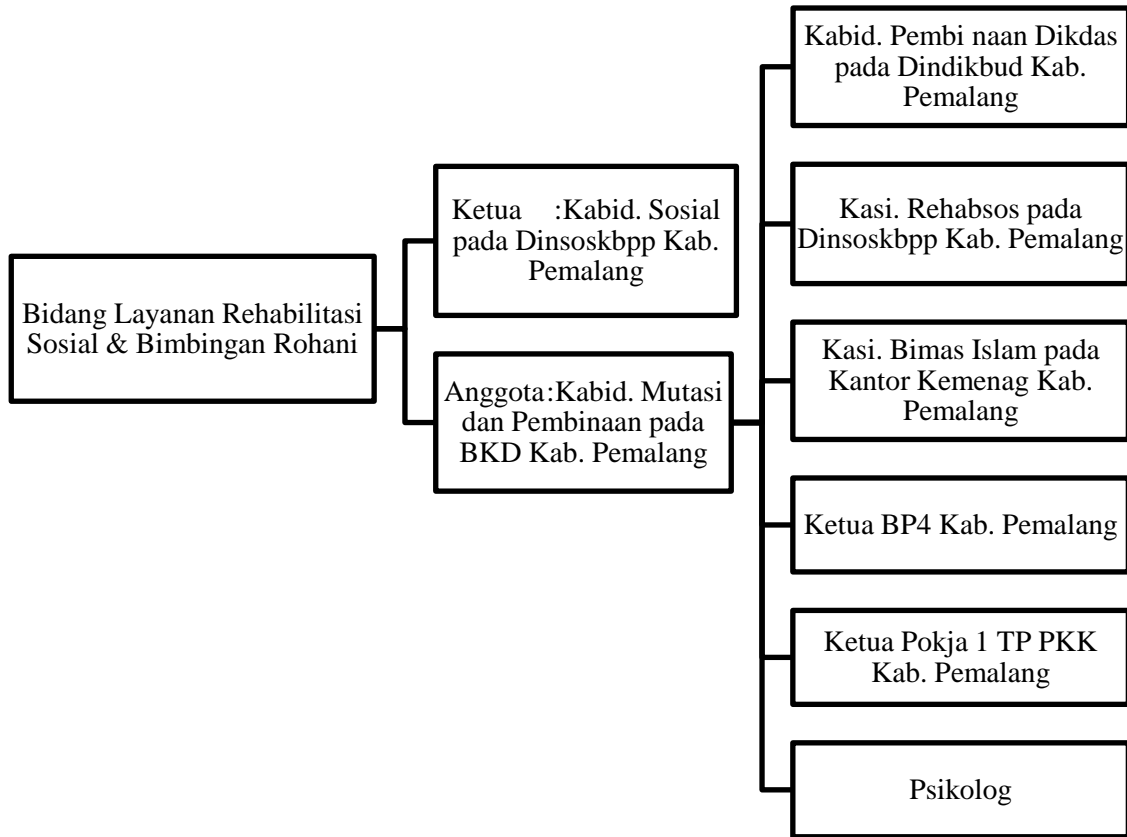 Bidang Layanan Rehabilitasi
Sosial & Bimbingan Rohani
Ketua :Kabid. Sosial
pada Dinsoskbpp Kab.
Pemalang
Anggota:Kabid. Mutasi
dan Pembinaan pada
BKD Kab. Pemalang
Kabid. Pembi naan Dikdas
pada Dindikbud Kab.
Pemalang
Kasi. Rehabsos pada
Dinsoskbpp Kab. Pemalang
Kasi. Bimas Islam pada
Kantor Kemenag Kab.
Pemalang
Ketua BP4 Kab. Pemalang
Ketua Pokja 1 TP PKK
Kab. Pemalang
Psikolog